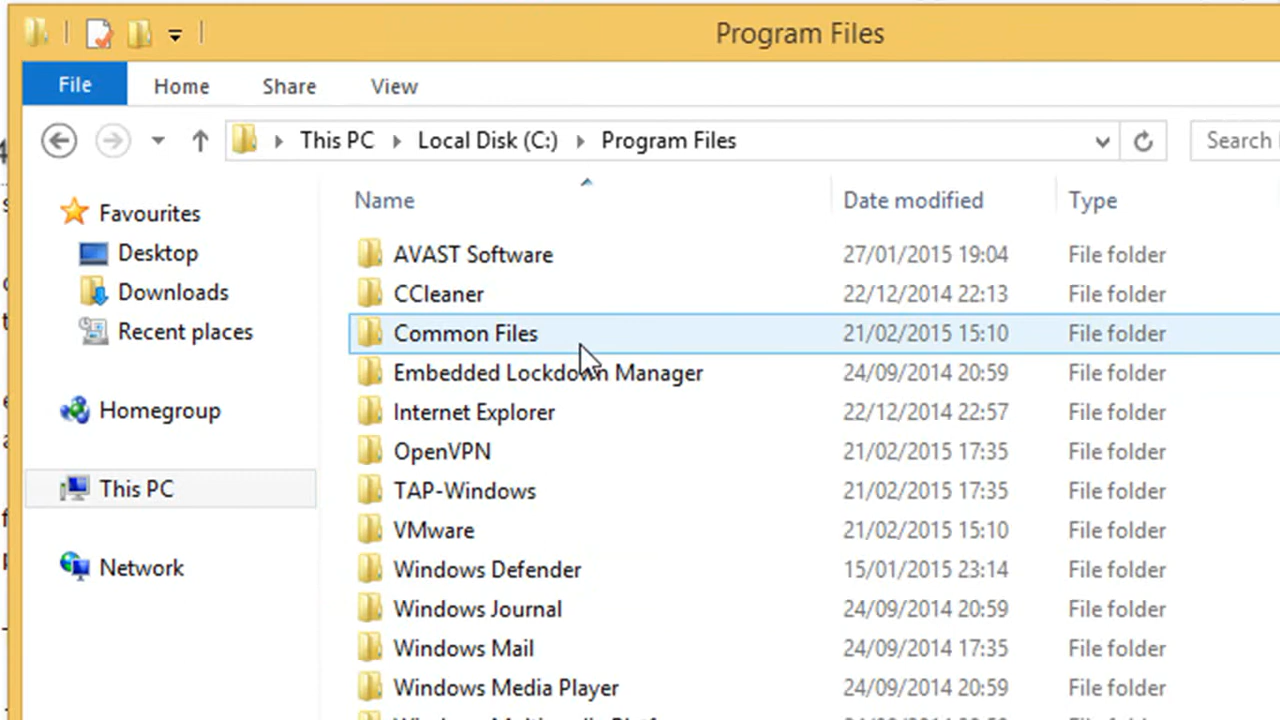 Program Files
File Home Share View
This PC Local Disk (C:) Program Files Search
Name Date modified Type
Favourites
Desktop
Downloads
Recent places
Homegroup
This PC
Network
AVAST Software 27/01/2015 19:04 File folder
CCleaner 22/12/2014 22:13 File folder
Common Files 21/02/2015 15:10 File folder
Embedded Lockdown Manager 24/09/2014 20:59 File folder
Internet Explorer 22/12/2014 22:57 File folder
OpenVPN 21/02/2015 17:35 File folder
TAP-Windows 21/02/2015 17:35 File folder
VMware 21/02/2015 15:10 File folder
Windows Defender 15/01/2015 23:14 File folder
Windows Journal 24/09/2014 20:59 File folder
Windows Mail 24/09/2014 17:35 File folder
Windows Media Player 24/09/2014 20:59 File folder